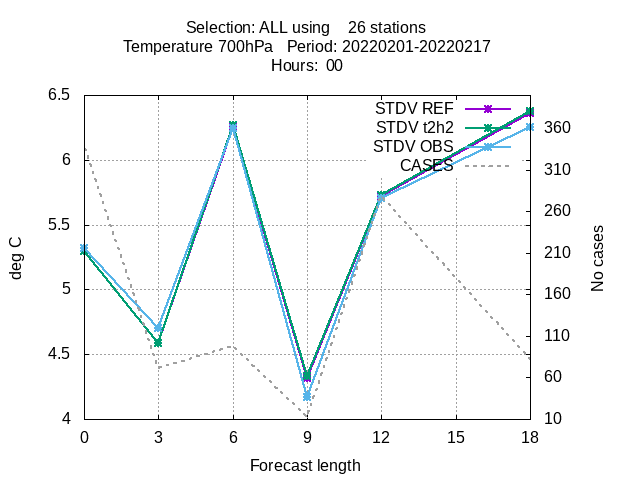 Selection: ALL using 26 stations
Temperature 700hPa Period: 20220201-20220217
Hours: 00
6.5
6
5.5
5
4.5
4
deg C
STDV REF
STDV t2h2
STDV OBS
CASES
360
310
260
210
160
110
60
10
No cases
0 3 6 9 12 15 18
Forecast length